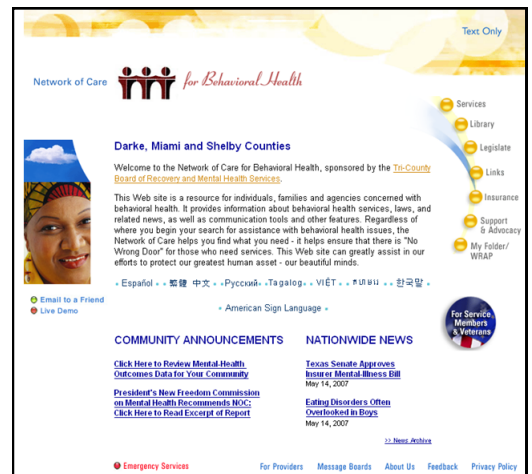 Text Only
Network of Care
for Behavioral Health
Services
Library
Legislate
Links
Insurance
Support
& Advocacy
My Folder/
WRAP
For Service
Members
& Veterans
Darke, Miami and Shelby Counties
Welcome to the Network of Care for Behavioral Health, sponsored by the Tri-County
Board of Recovery and Mental Health Services.
This Web site is a resource for individuals, families and agencies concerned with
behavioral health. It provides information about behavioral health services, laws, and
related news, as well as communication tools and other features. Regardless of
where you begin your search for assistance with behavioral health issues, the
Network of Care helps you find what you need - it helps ensure that there is "No
Wrong Door" for those who need services. This Web site can greatly assist in our
efforts to protect our greatest human asset - our beautiful minds.
Email to a Friend
Live Demo
• Español • • 繁體 中文 • •Русский• •Tagalog• • VIỆT • • • • 한국말 •
• American Sign Language •
COMMUNITY ANNOUNCEMENTS
Click Here to Review Mental-Health
Outcomes Data for Your Community
President's New Freedom Commission
on Mental Health Recommends NOC:
Click Here to Read Excerpt of Report
NATIONWIDE NEWS
Texas Senate Approves
Insurer Mental-Illness Bill
May 14, 2007
Eating Disorders Often
Overlooked in Boys
May 14, 2007
>> News Archive
Emergency Services
For Providers Message Boards About Us Feedback Privacy Policy